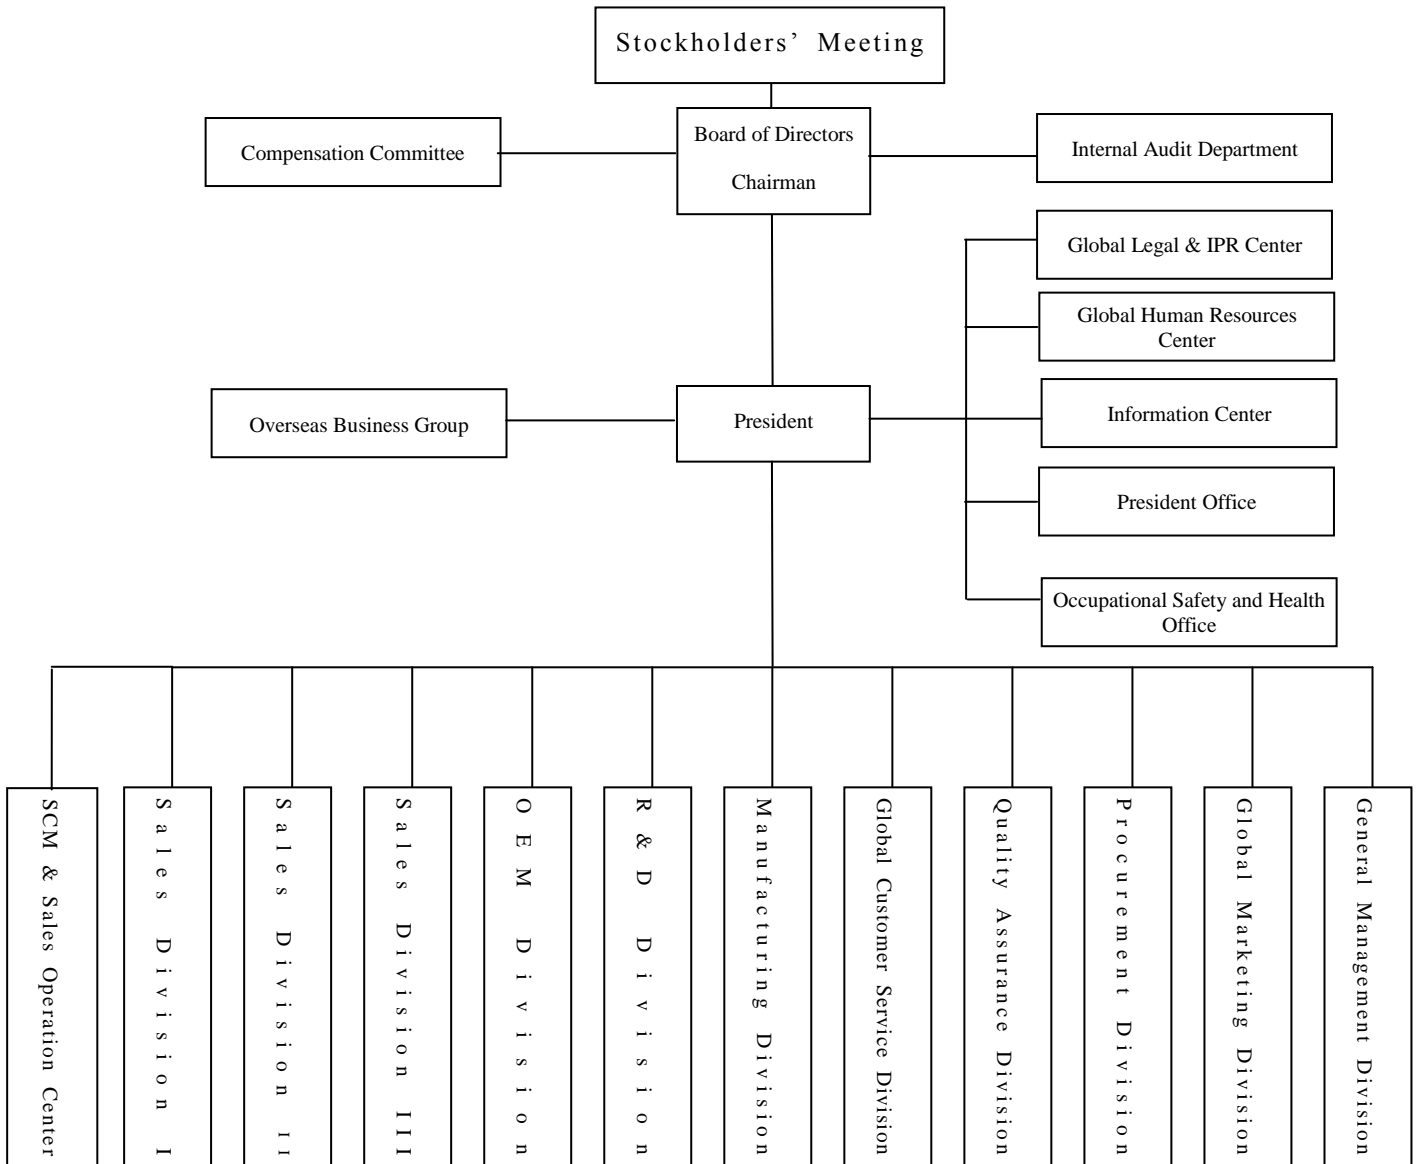 Stockholders’ Meeting
Compensation Committee
Board of Directors
Chairman
Internal Audit Department
Global Legal & IPR Center
Global Human Resources
Center
Overseas Business Group
President
Information Center
President Office
Occupational Safety and Health
Office
SCM & Sales Operation Center
Sales Division I
Sales Division II
Sales Division III
OEM Division
R&D Division
Manufacturing Division
Global Customer Service Division
Quality Assurance Division
Procurement Division
Global Marketing Division
General Management Division